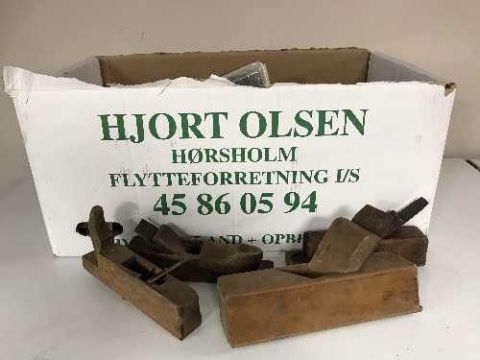 HJORT OLSEN
HØRSHOLM
FLYTTEFORRETNING I/S
45 86 05 94